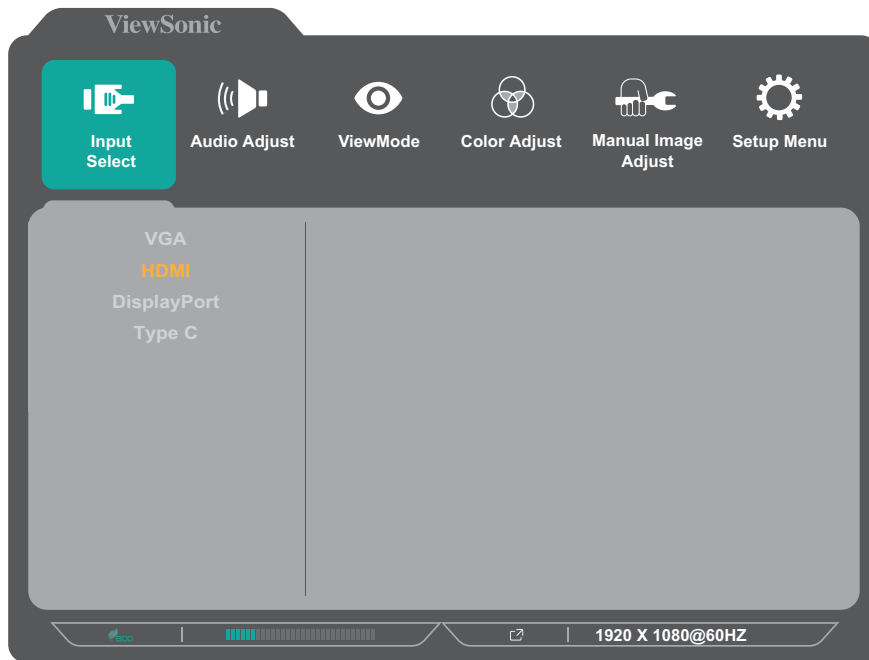 ViewSonic
Input
Select
Audio Adjust
ViewMode
Color Adjust
Manual Image
Adjust
Setup Menu
VGA
HDMI
DisplayPort
Type C
eco
1920 X 1080@60HZ